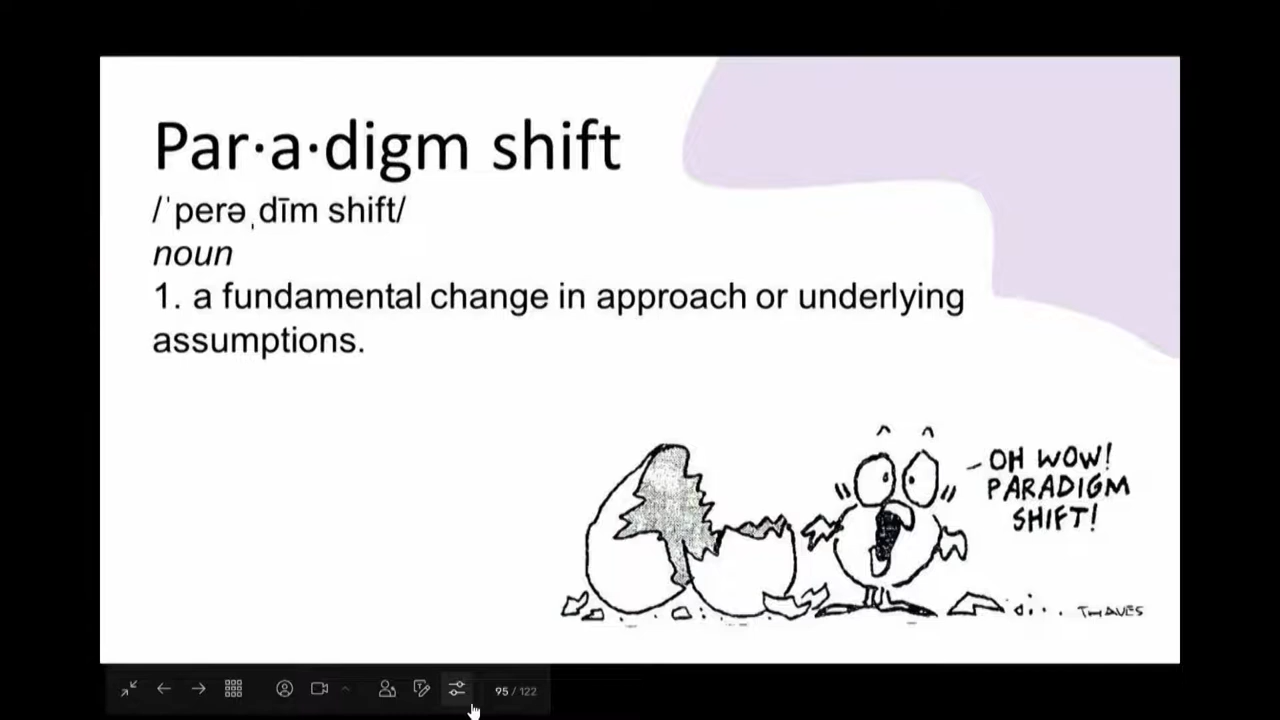 Par·a·digm shift
/ˈperəˌdīm shift/
noun
1. a fundamental change in approach or underlying
assumptions.
OH WOW!
PARADIGM
SHIFT!
THAVES
95 / 122